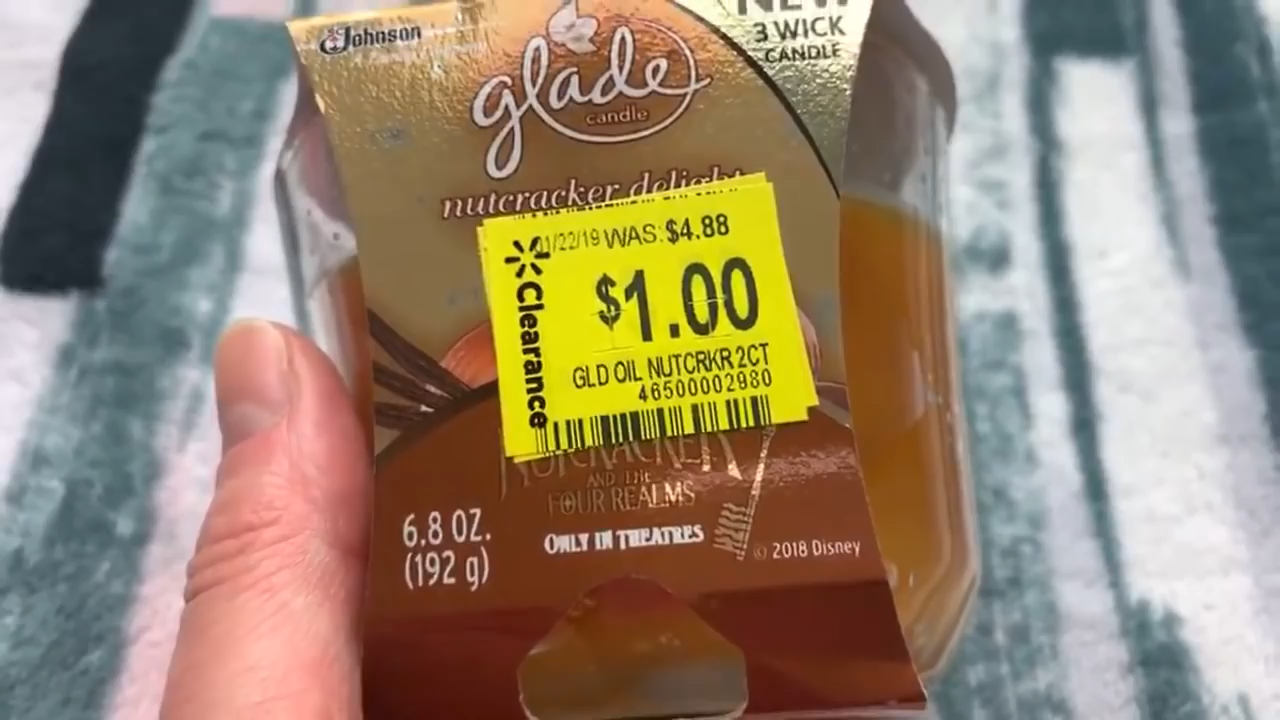 SC Johnson
NEW
3 WICK
CANDLE
glade
candle
nutcracker delight
01/22/19 WAS: $4.88
$1.00
Clearance
GLD OIL NUTCRKR 2CT
46500002980
NUTCRACKER
AND THE
FOUR REALMS
6.8 OZ.
(192 g)
ONLY IN THEATRES
© 2018 Disney